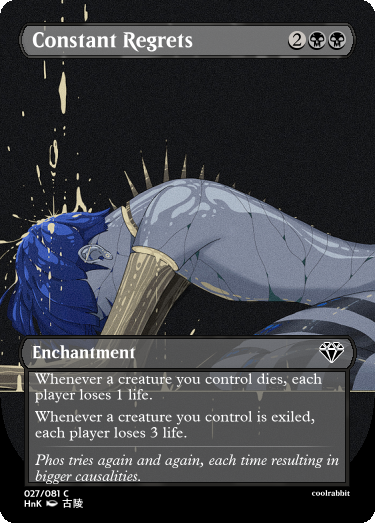 Constant Regrets 2
Enchantment
Whenever a creature you control dies, each
player loses 1 life.
Whenever a creature you control is exiled,
each player loses 3 life.
Phos tries again and again, each time resulting in
bigger causalities.
027/081 C
HnK 古陵
coolrabbit